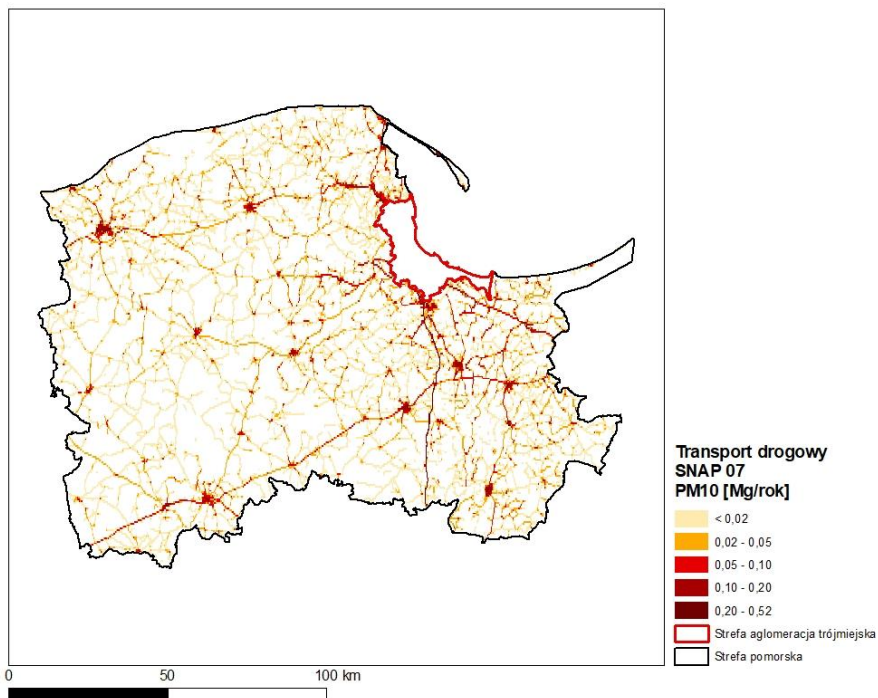 Transport drogowy
SNAP 07
PM10 [Mg/rok]
< 0,02
0,02 - 0,05
0,05 - 0,10
0,10 - 0,20
0,20 - 0,52
Strefa aglomeracja trójmiejska
Strefa pomorska
0 50 100 km